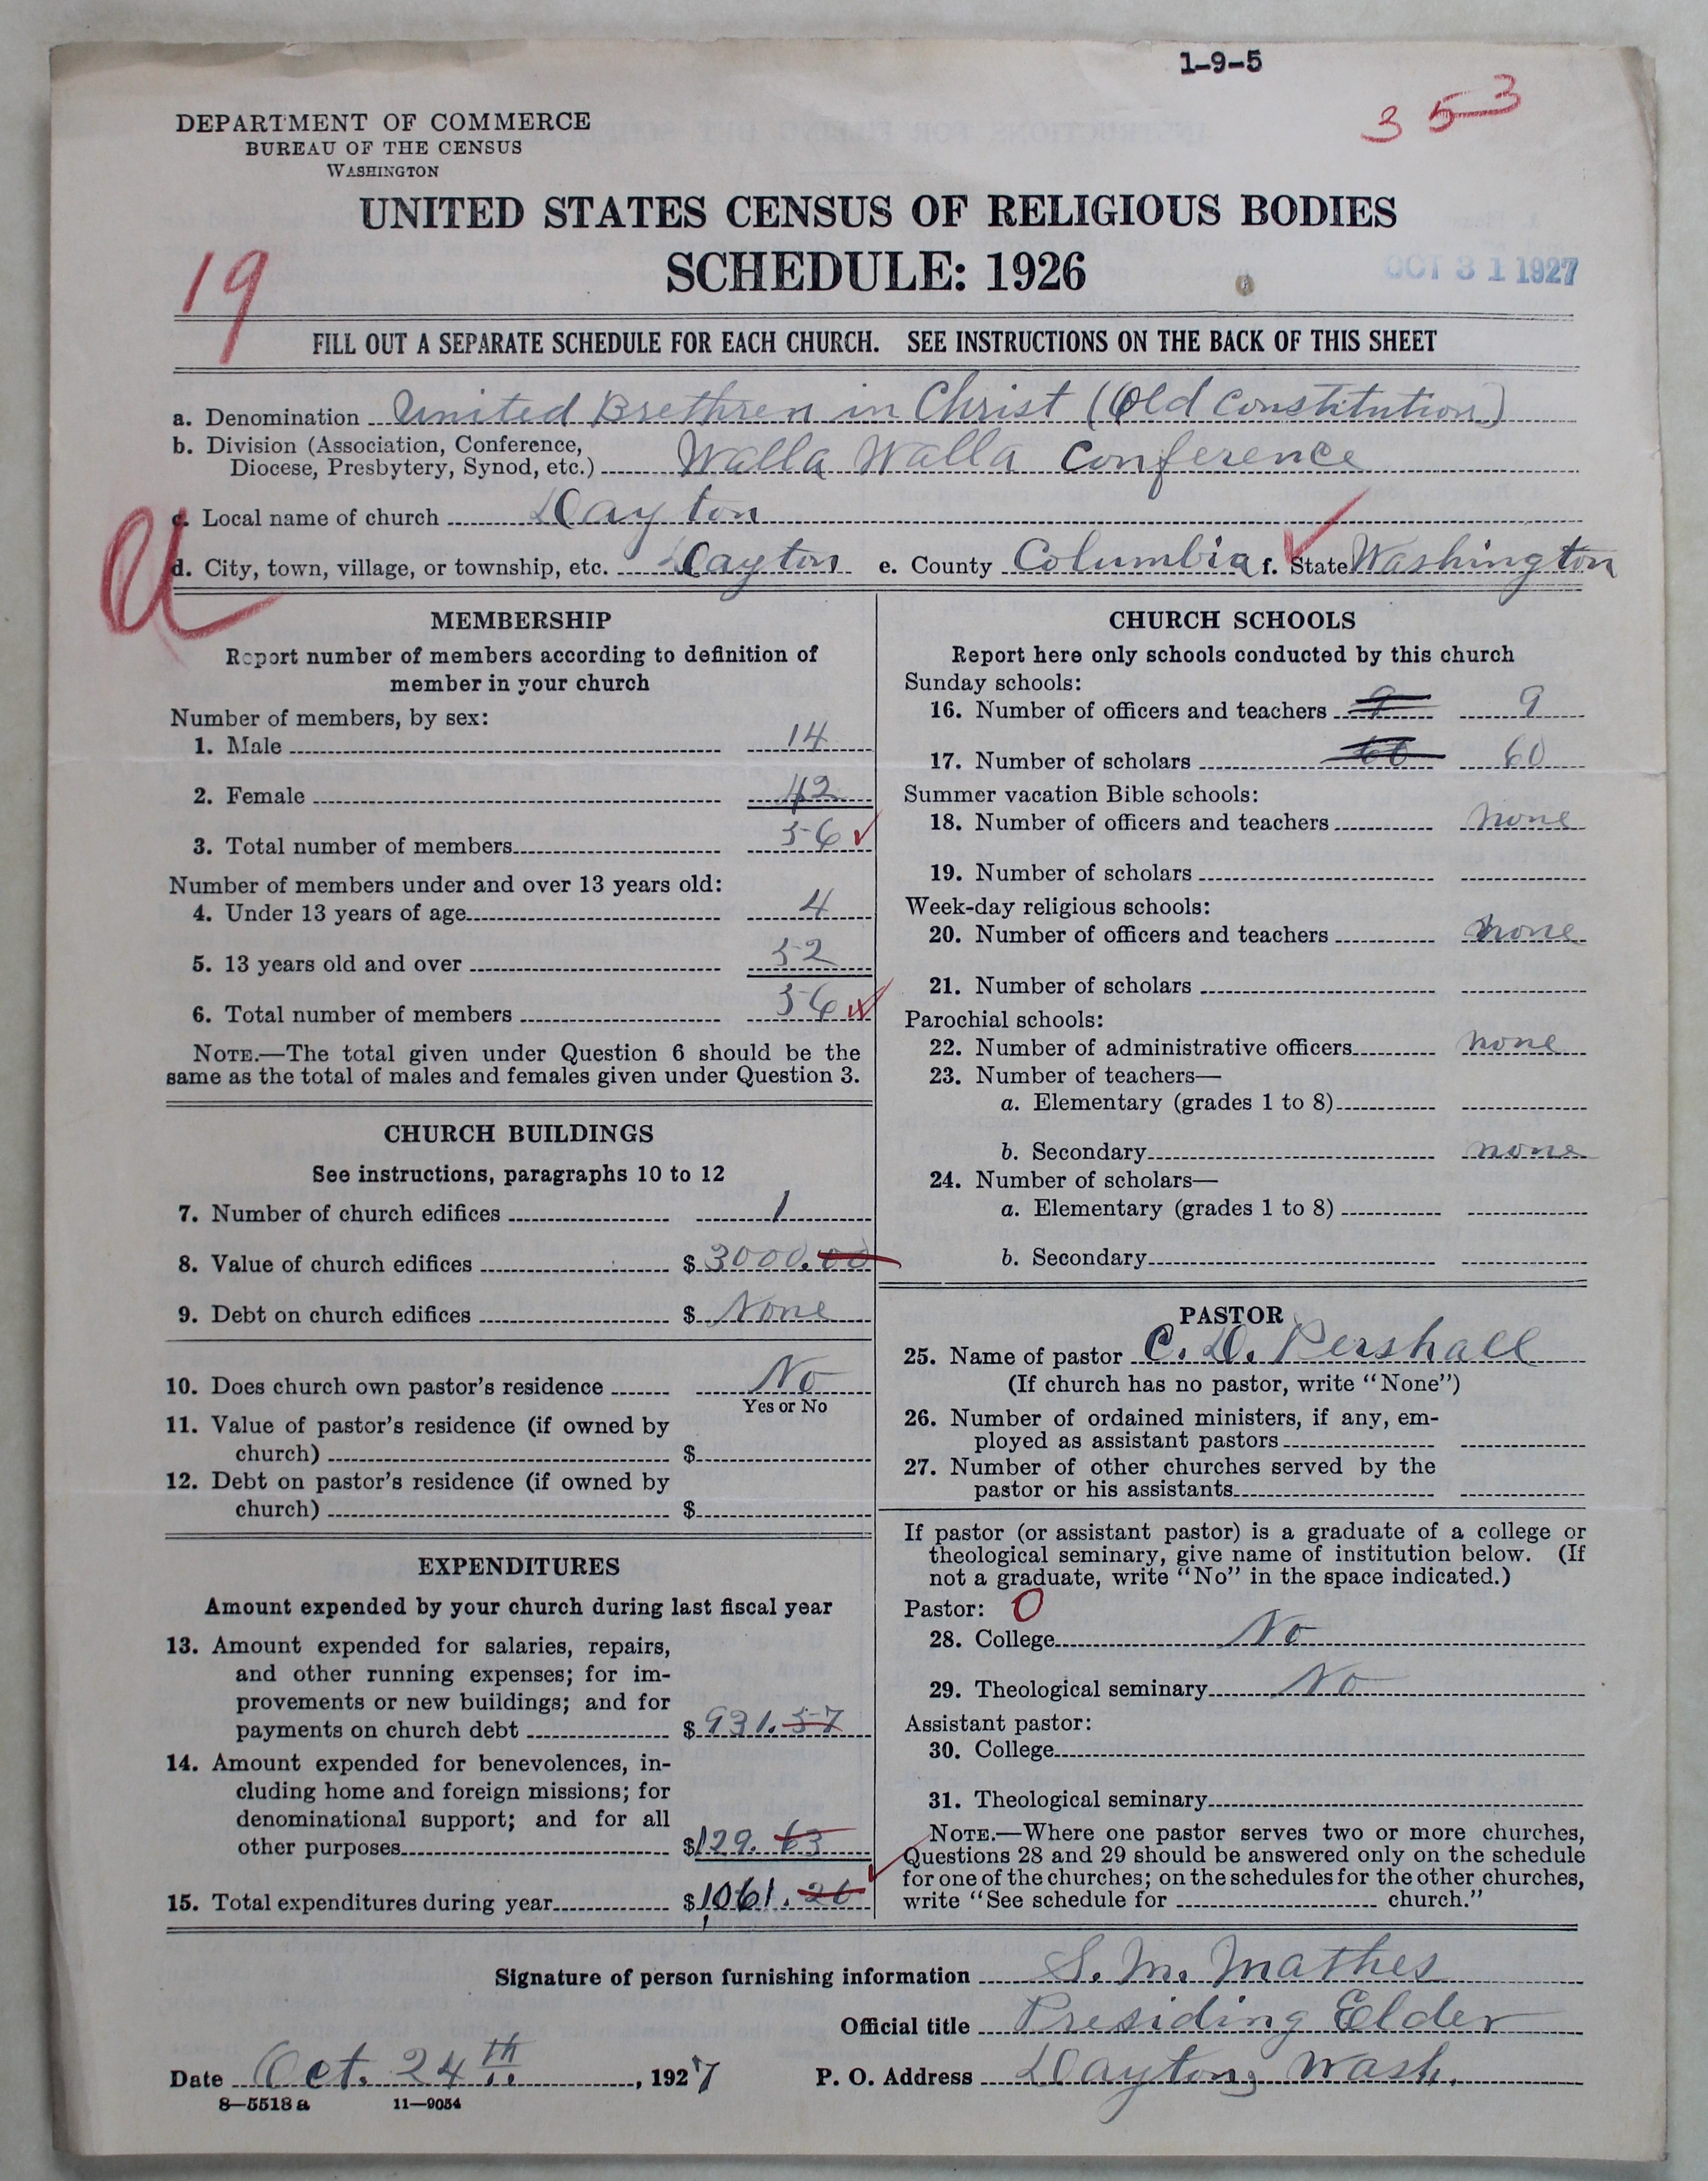 1-9-5
353
DEPARTMENT OF COMMERCE
BUREAU OF THE CENSUS
WASHINGTON
UNITED STATES CENSUS OF RELIGIOUS BODIES
SCHEDULE: 1926
OCT 31 1927
19
FILL OUT A SEPARATE SCHEDULE FOR EACH CHURCH. SEE INSTRUCTIONS ON THE BACK OF THIS SHEET
a. Denomination United Brethren in Christ (Old Constitution)
b. Division (Association, Conference,
Diocese, Presbytery, Synod, etc.) Walla Walla Conference
c. Local name of church Dayton
d. City, town, village, or township, etc. Dayton e. County Columbia f. State Washington
MEMBERSHIP
Report number of members according to definition of
member in your church
Number of members, by sex:
1. Male 14
2. Female 42
3. Total number of members 56
Number of members under and over 13 years old:
4. Under 13 years of age 4
5. 13 years old and over 52
6. Total number of members 56
NOTE.—The total given under Question 6 should be the
same as the total of males and females given under Question 3.
CHURCH BUILDINGS
See instructions, paragraphs 10 to 12
7. Number of church edifices 1
8. Value of church edifices $ 3000.00
9. Debt on church edifices $ None
10. Does church own pastor's residence No
Yes or No
11. Value of pastor's residence (if owned by
church) $
12. Debt on pastor's residence (if owned by
church) $
EXPENDITURES
Amount expended by your church during last fiscal year
13. Amount expended for salaries, repairs,
and other running expenses; for im-
provements or new buildings; and for
payments on church debt $ 931.57
14. Amount expended for benevolences, in-
cluding home and foreign missions; for
denominational support; and for all
other purposes $129.63
15. Total expenditures during year $1,061.20
CHURCH SCHOOLS
Report here only schools conducted by this church
Sunday schools:
16. Number of officers and teachers 9 9
17. Number of scholars 60 60
Summer vacation Bible schools:
18. Number of officers and teachers none
19. Number of scholars
Week-day religious schools:
20. Number of officers and teachers none
21. Number of scholars
Parochial schools:
22. Number of administrative officers none
23. Number of teachers—
a. Elementary (grades 1 to 8)
b. Secondary none
24. Number of scholars—
a. Elementary (grades 1 to 8)
b. Secondary
PASTOR
25. Name of pastor C. D. Pershall
(If church has no pastor, write "None")
26. Number of ordained ministers, if any, em-
ployed as assistant pastors
27. Number of other churches served by the
pastor or his assistants
If pastor (or assistant pastor) is a graduate of a college or
theological seminary, give name of institution below. (If
not a graduate, write "No" in the space indicated.)
Pastor: 0
28. College No
29. Theological seminary No
Assistant pastor:
30. College
31. Theological seminary
NOTE.—Where one pastor serves two or more churches,
Questions 28 and 29 should be answered only on the schedule
for one of the churches; on the schedules for the other churches,
write "See schedule for church."
Signature of person furnishing information S. M. Mathes
Official title Presiding Elder
Date Oct. 24th, 1927 P. O. Address Dayton, Wash.
8—5518 a 11—9054